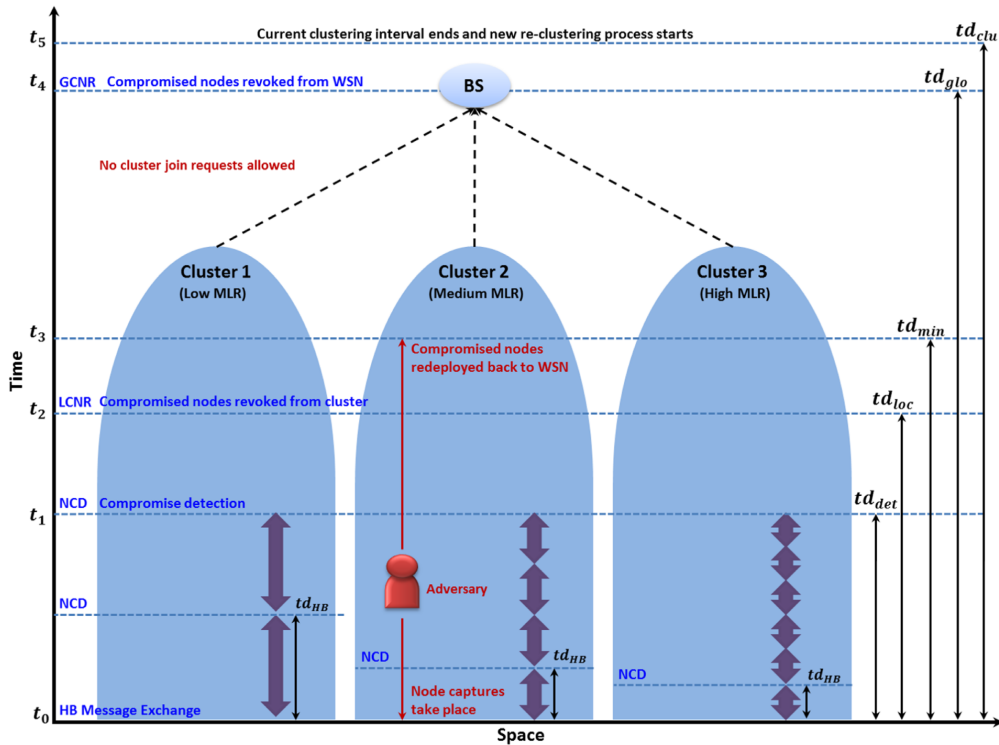 t5
Current clustering interval ends and new re-clustering process starts
td_clu
t4
GCNR Compromised nodes revoked from WSN
BS
td_glo
No cluster join requests allowed
Cluster 1
(Low MLR)
Cluster 2
(Medium MLR)
Cluster 3
(High MLR)
t3
Compromised nodes
redeployed back to WSN
td_min
Time
LCNR Compromised nodes revoked from cluster
t2
td_loc
NCD Compromise detection
t1
td_det
NCD
td_HB
Adversary
NCD
td_HB
NCD
td_HB
Node captures
take place
t0
HB Message Exchange
Space